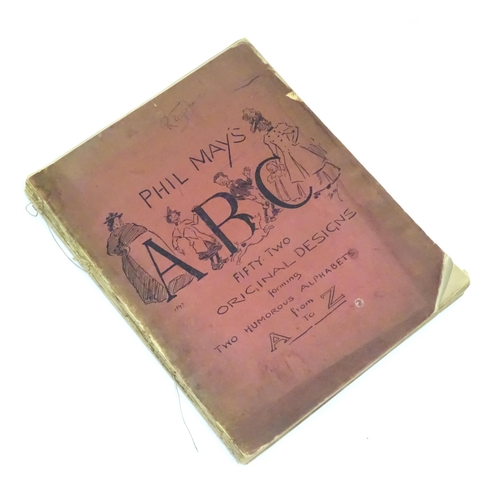 PHIL MAY'S
ABC
FIFTY-TWO
ORIGINAL DESIGNS
forming
TWO HUMOROUS ALPHABETS
from
A TO Z